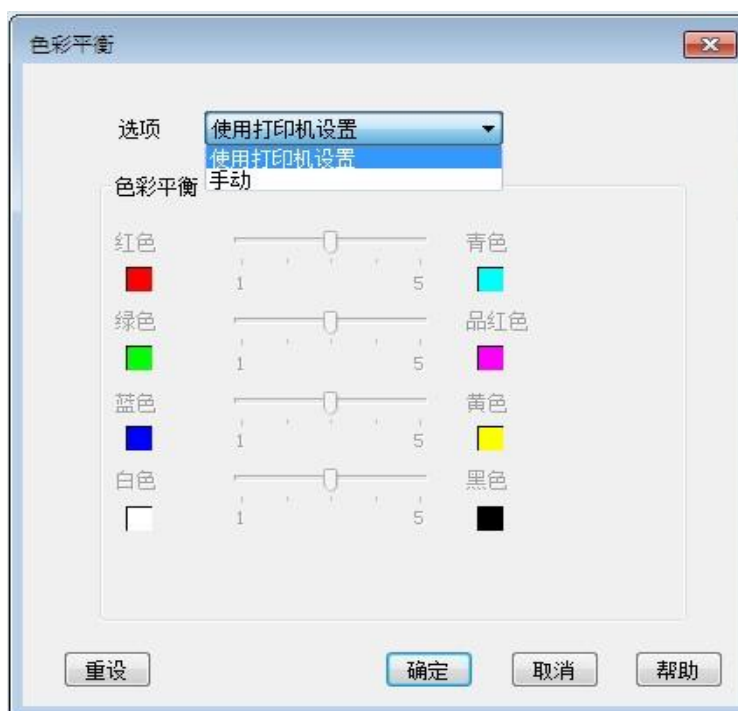 色彩平衡
选项 使用打印机设置
使用打印机设置
手动
色彩平衡
红色 青色
1 5
绿色 品红色
1 5
蓝色 黄色
1 5
白色 黑色
1 5
重设 确定 取消 帮助